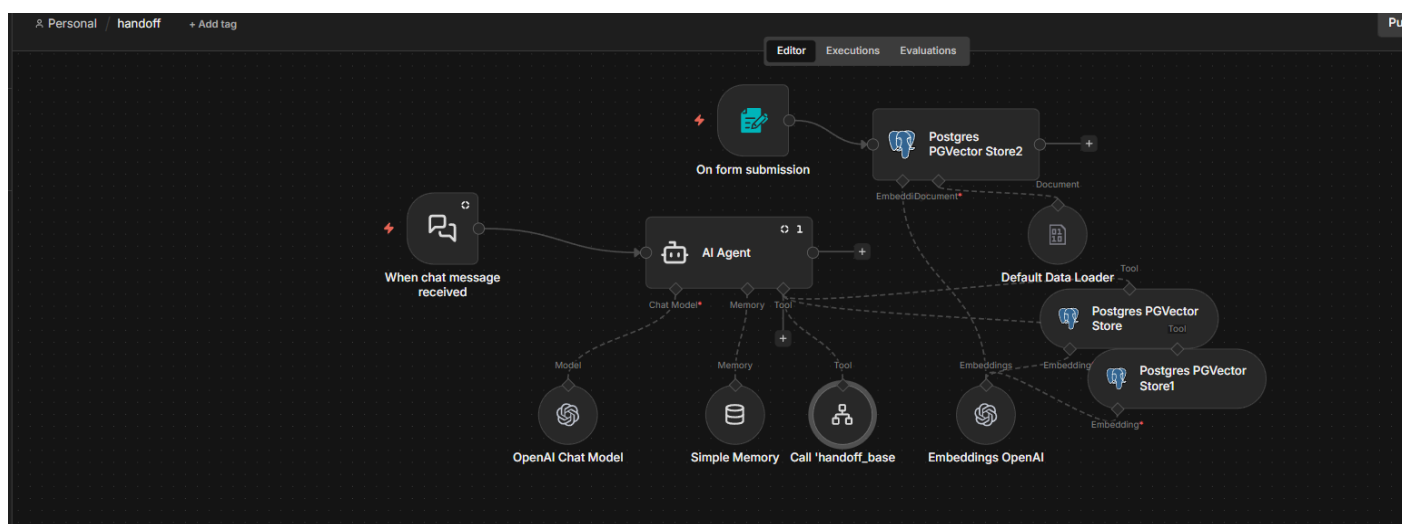 Personal / handoff + Add tag
Pu
Editor Executions Evaluations
On form submission
Postgres
PGVector Store2
Document
Document*
When chat message
received
AI Agent
1
Chat Model*
Memory
Tool
Default Data Loader
01
10
Tool
Postgres PGVector
Store
Tool
Postgres PGVector
Store1
Model
Memory
Tool
Embeddings
Embedding
Embedding*
OpenAI Chat Model
Simple Memory
Call 'handoff_base
Embeddings OpenAI